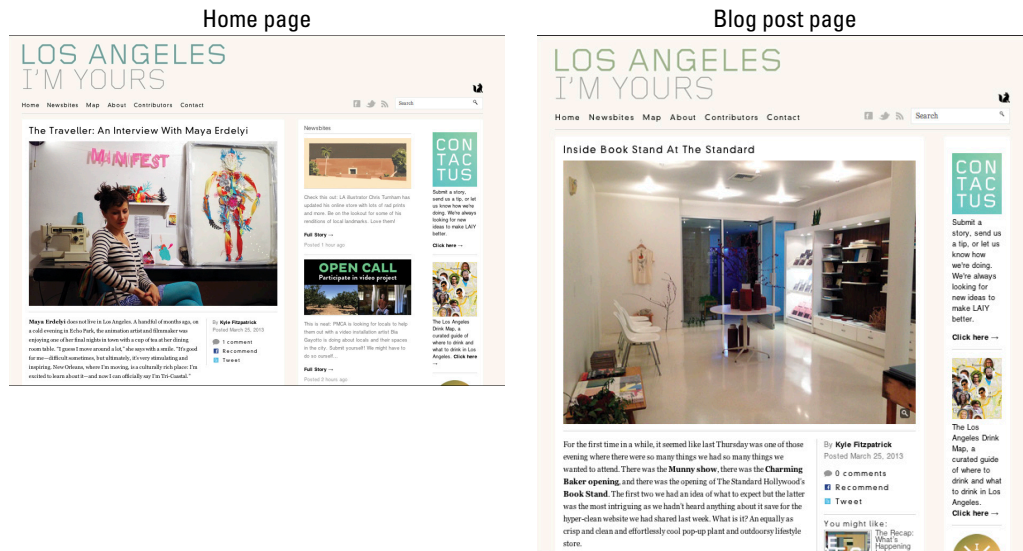 Home page
LOS ANGELES
I'M YOURS
Home Newsbites Map About Contributors Contact
Search
The Traveller: An Interview With Maya Erdelyi
MANIFEST
Maya Erdelyi does not live in Los Angeles. A handful of months ago, on
a cold evening in Echo Park, the animation artist and filmmaker was
enjoying one of her final nights in town with a cup of tea at her dining
room table. "I guess I move around a lot," she says with a smile. "It's good
for me—difficult sometimes, but ultimately, it's very stimulating and
inspiring. New Orleans, where I'm moving, is a culturally rich place: I'm
excited to learn about it—and now I can officially say I'm Tri-Coastal."
By Kyle Fitzpatrick
Posted March 25, 2013
1 comment
Recommend
Tweet
Newsbites
Check this out: LA illustrator Chris Turnham has
updated his online store with lots of rad prints
and more. Be on the lookout for some of his
renditions of local landmarks. Love them!
Full Story →
Posted 1 hour ago
OPEN CALL
Participate in video project
This is neat: PMCA is looking for locals to help
them out with a video installation artist Bia
Gayotto is doing about locals and their spaces
in the city. Submit yourself! We might have to
do so ourself...
Full Story →
Posted 2 hours ago
CON
TAC
TUS
Submit a story,
send us a tip, or let
us know how we're
doing. We're always
looking for new
ideas to make LAIY
better.
Click here →
The Los Angeles
Drink Map, a
curated guide of
where to drink and
what to drink in Los
Angeles. Click here
→
Blog post page
LOS ANGELES
I'M YOURS
Home Newsbites Map About Contributors Contact
Search
Inside Book Stand At The Standard
For the first time in a while, it seemed like last Thursday was one of those
evening where there were so many things we had so many things we
wanted to attend. There was the Munny show, there was the Charming
Baker opening, and there was the opening of The Standard Hollywood's
Book Stand. The first two we had an idea of what to expect but the latter
was the most intriguing as we hadn't heard anything about it save for the
hyper-clean website we had shared last week. What is it? An equally as
crisp and clean and effortlessly cool pop-up plant and outdoorsy lifestyle
store.
By Kyle Fitzpatrick
Posted March 25, 2013
0 comments
Recommend
Tweet
You might like:
The Recap:
What's
Happening
CON
TAC
TUS
Submit a
story, send us
a tip, or let us
know how
we're doing.
We're always
looking for
new ideas to
make LAIY
better.
Click here →
The Los
Angeles Drink
Map, a
curated guide
of where to
drink and what
to drink in Los
Angeles.
Click here →